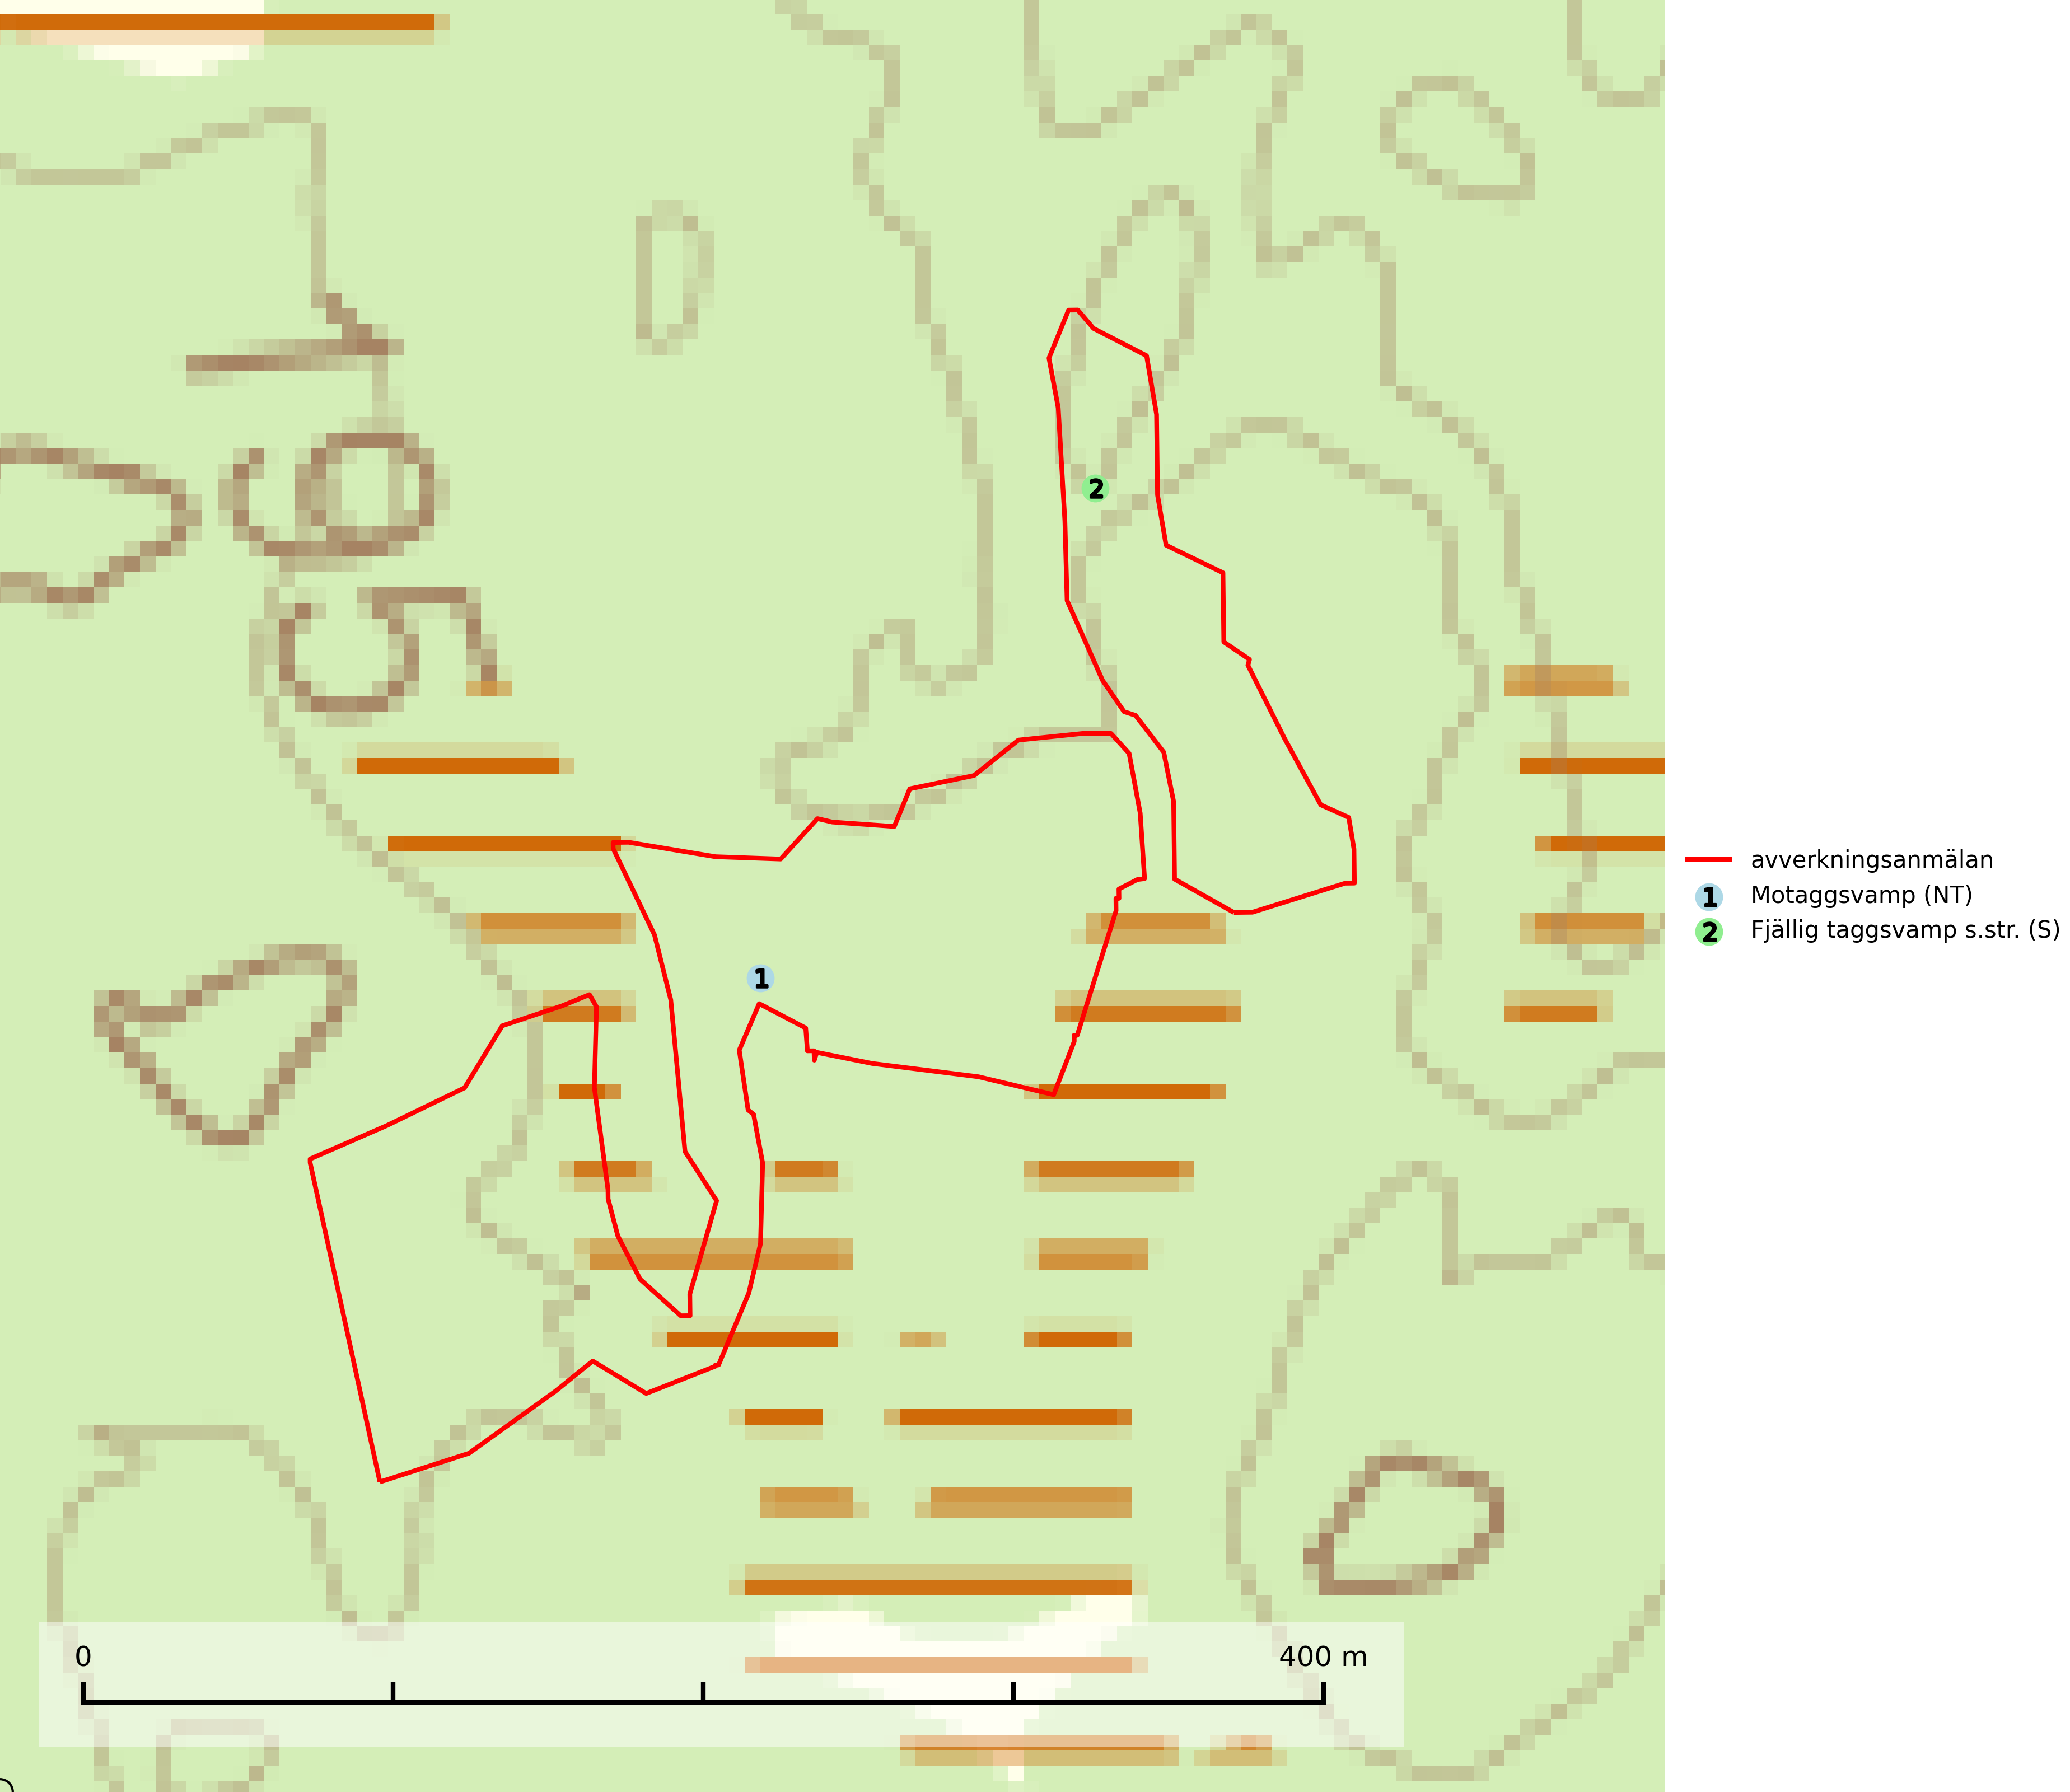 2
avverkningsanmälan
1 Motaggsvamp (NT)
2 Fjällig taggsvamp s.str. (S)
1
0 400 m